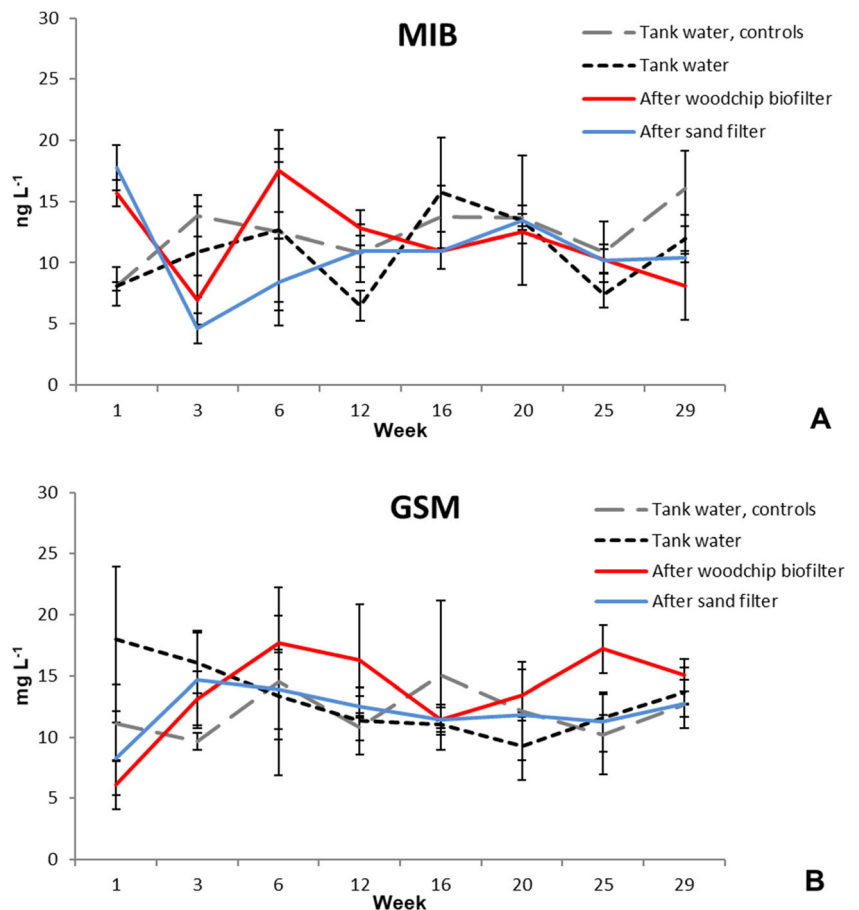 30
MIB
Tank water, controls
Tank water
25
After woodchip biofilter
After sand filter
20
ng L-1
15
10
5
0
1 3 6 12 16 20 25 29
Week
A
30
GSM
Tank water, controls
Tank water
25
After woodchip biofilter
After sand filter
20
mg L-1
15
10
5
0
1 3 6 12 16 20 25 29
Week
B